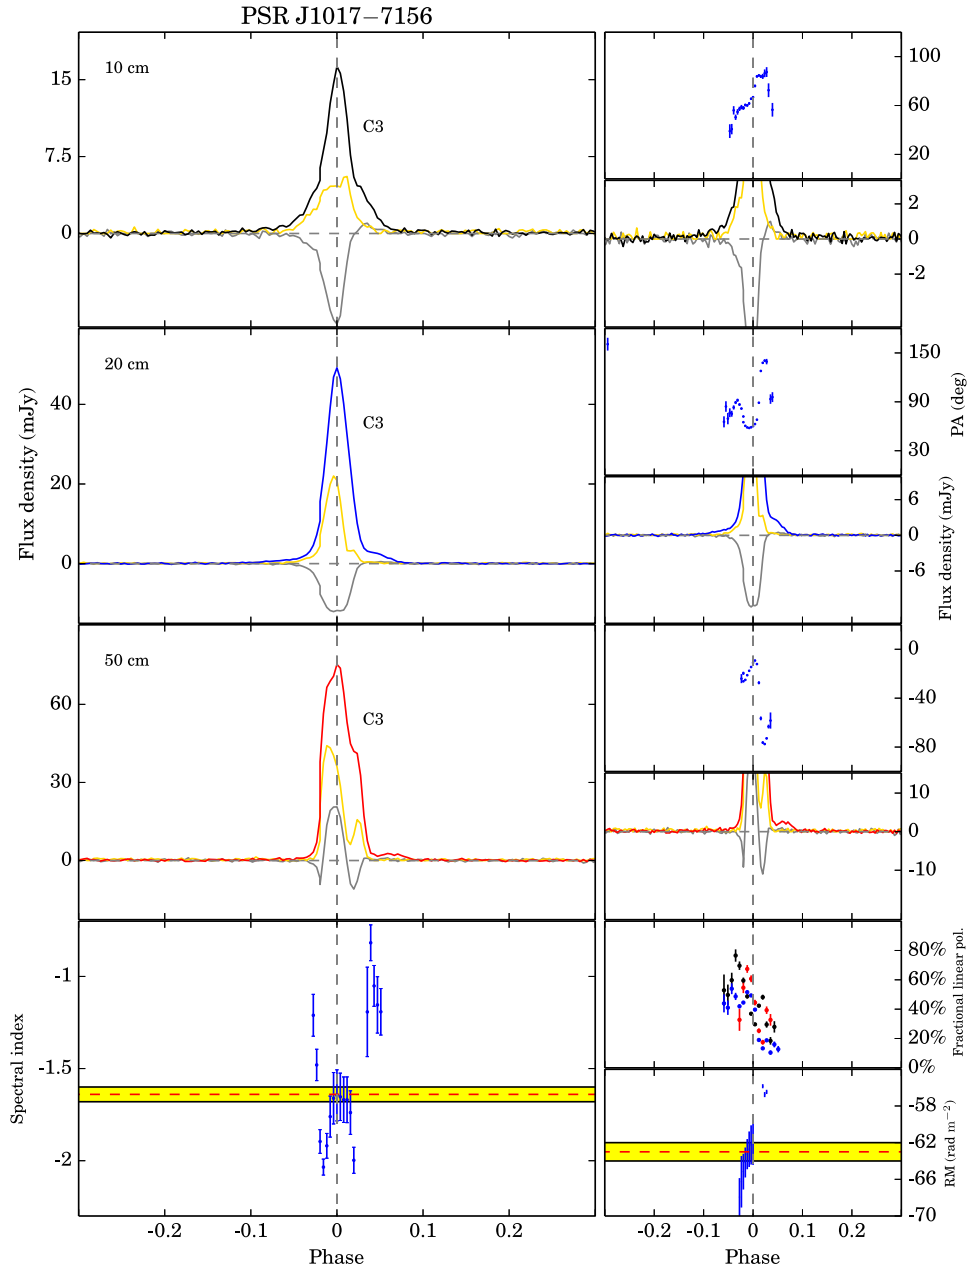 PSR J1017−7156
10 cm
C3
15
7.5
0
100
60
20
2
0
-2
20 cm
C3
40
20
0
Flux density (mJy)
150
90
30
PA (deg)
6
0
-6
Flux density (mJy)
50 cm
C3
60
30
0
0
-40
-80
10
0
-10
-1
-1.5
-2
Spectral index
80%
60%
40%
20%
0%
Fractional linear pol.
-58
-62
-66
-70
RM (rad m⁻²)
-0.2 -0.1 0 0.1 0.2
Phase
-0.2 -0.1 0 0.1 0.2
Phase